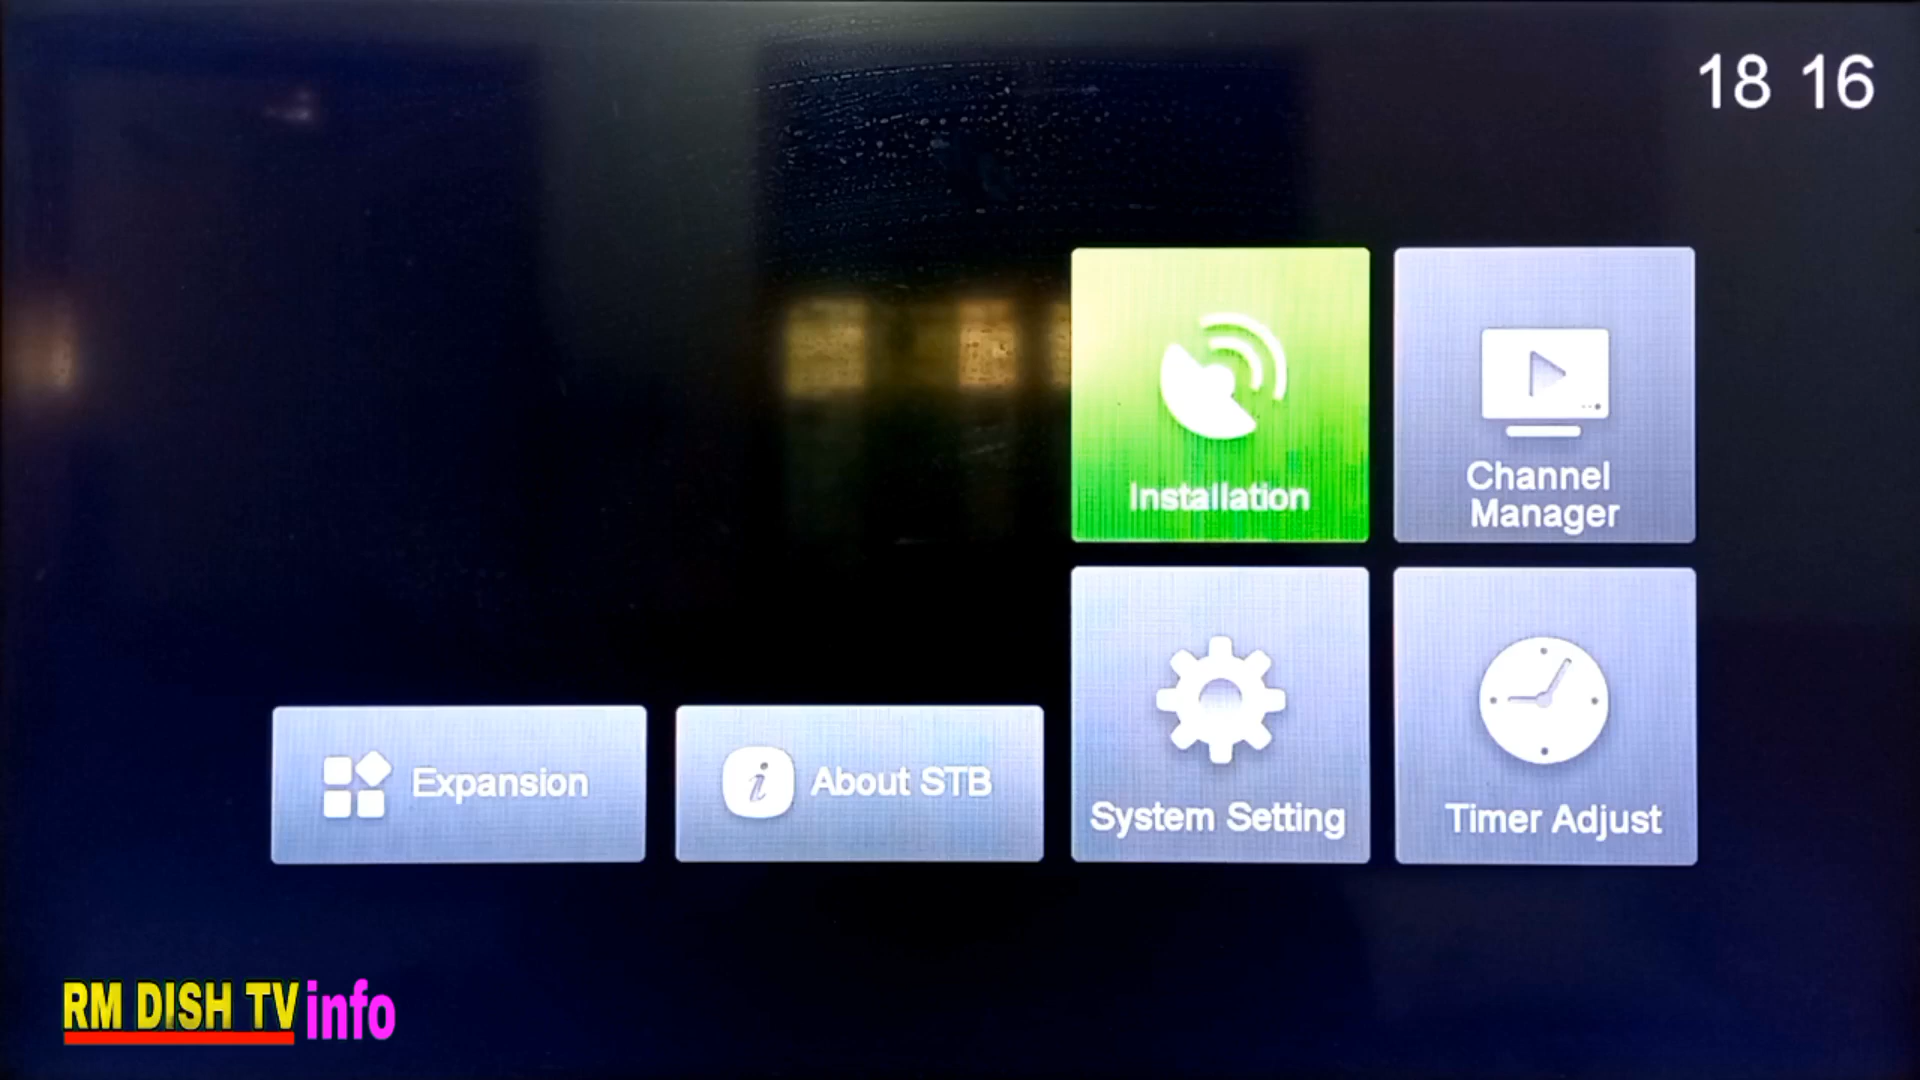 18 16
Installation
Channel
Manager
Expansion
i About STB
System Setting
Timer Adjust
RM DISH TV info